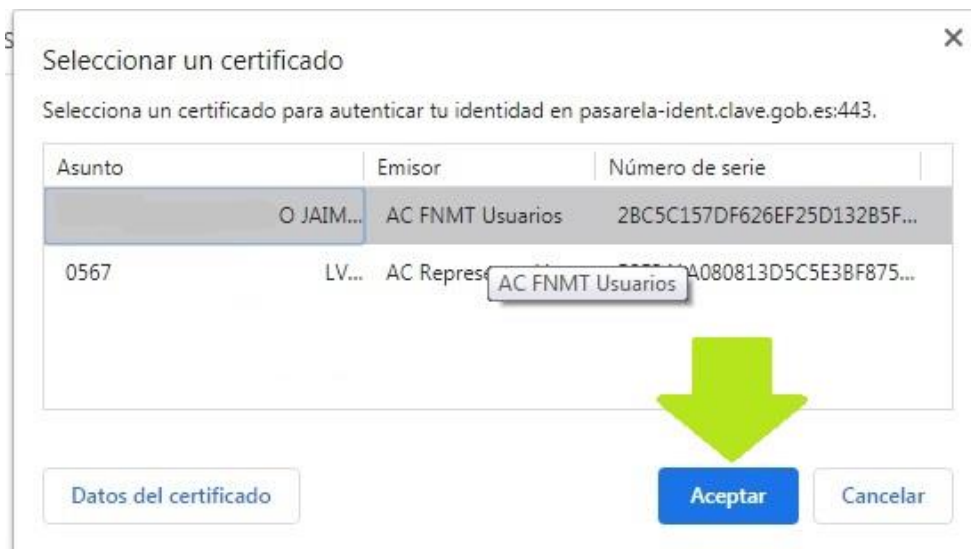 S
Seleccionar un certificado
Selecciona un certificado para autenticar tu identidad en pasarela-ident.clave.gob.es:443.
Asunto Emisor Número de serie
O JAIM... AC FNMT Usuarios 2BC5C157DF626EF25D132B5F...
0567 LV... AC Repres A080813D5C5E3BF875...
AC FNMT Usuarios
Datos del certificado Aceptar Cancelar